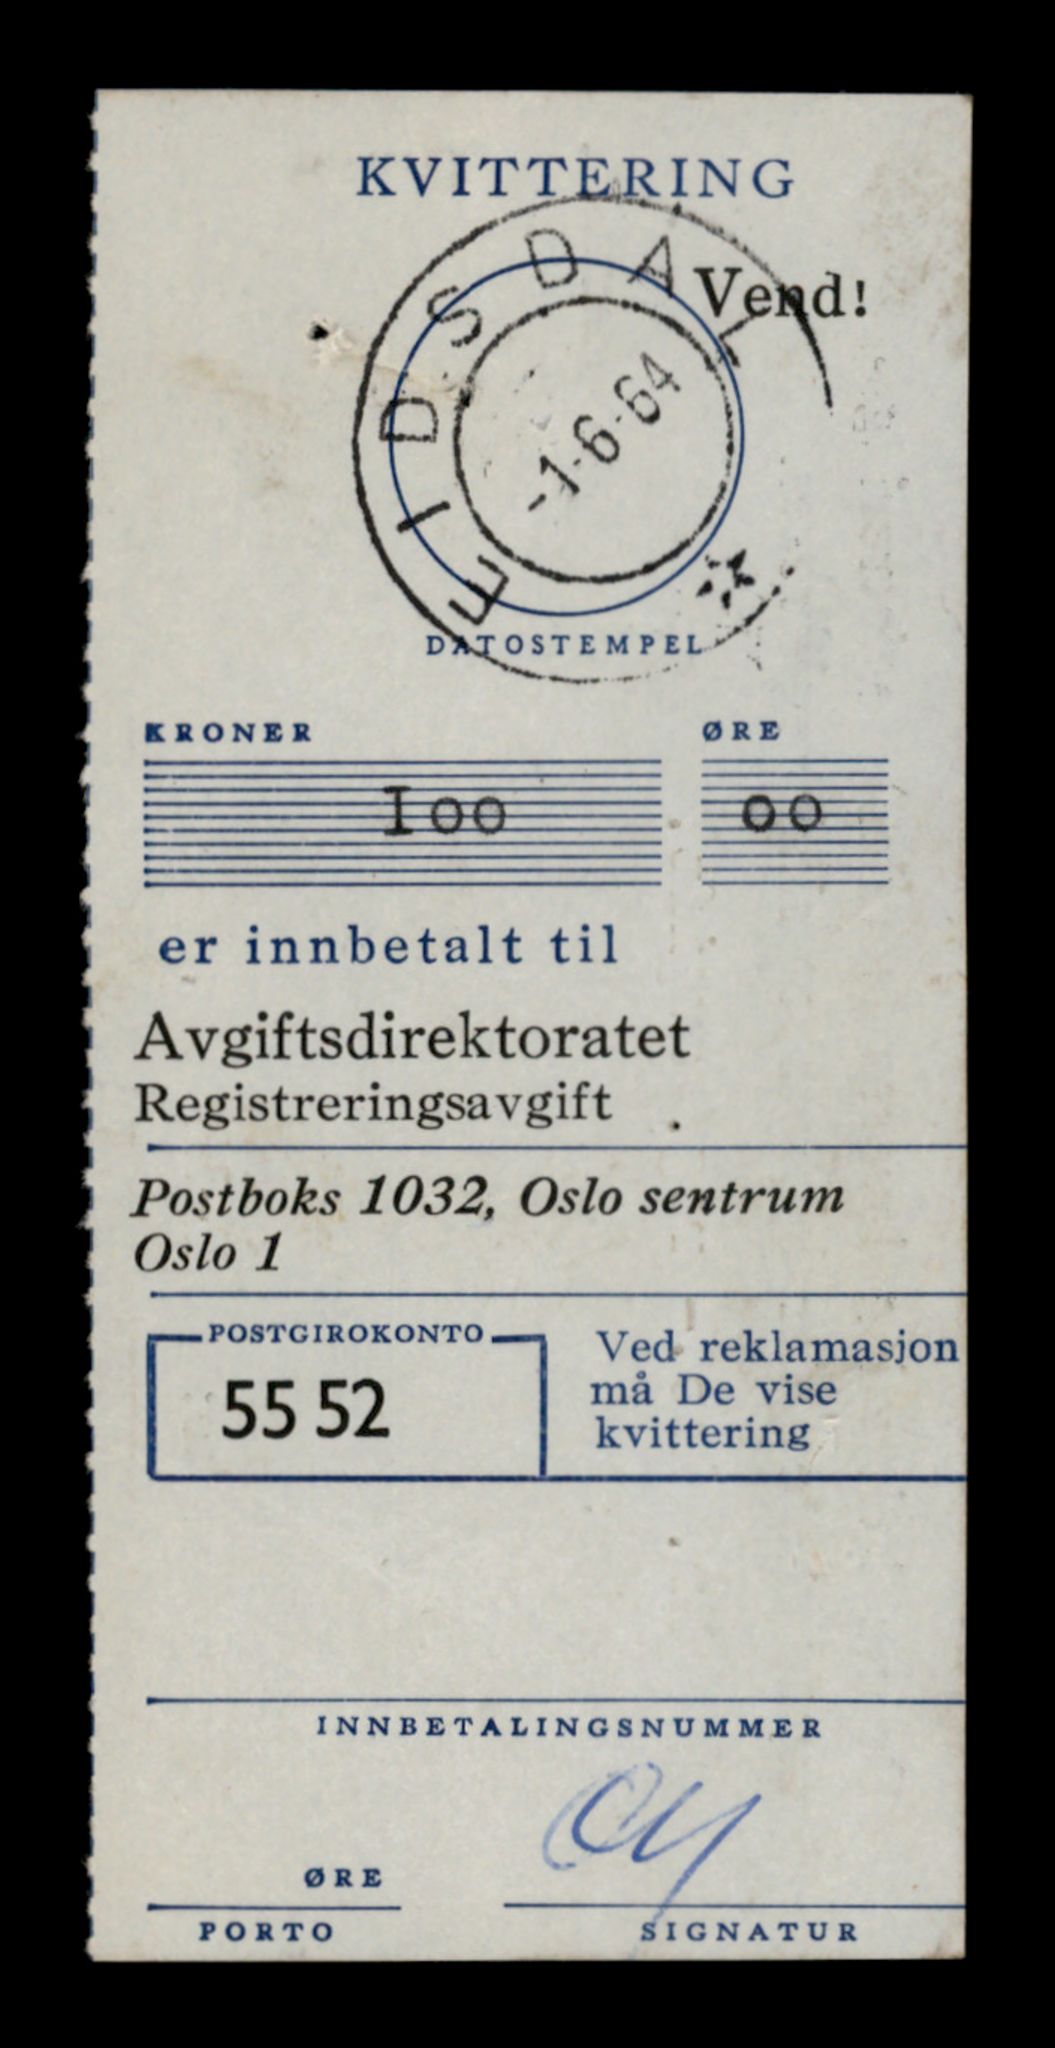 KVITTERING
Vend!
EIDSDAL
-1-6-64
DATOSTEMPEL
KRONER ØRE
I00 00
er innbetalt til
Avgiftsdirektoratet
Registreringsavgift
Postboks 1032, Oslo sentrum
Oslo 1
POSTGIROKONTO
55 52
Ved reklamasjon
må De vise
kvittering
INNBETALINGSNUMMER
ØRE
PORTO
SIGNATUR